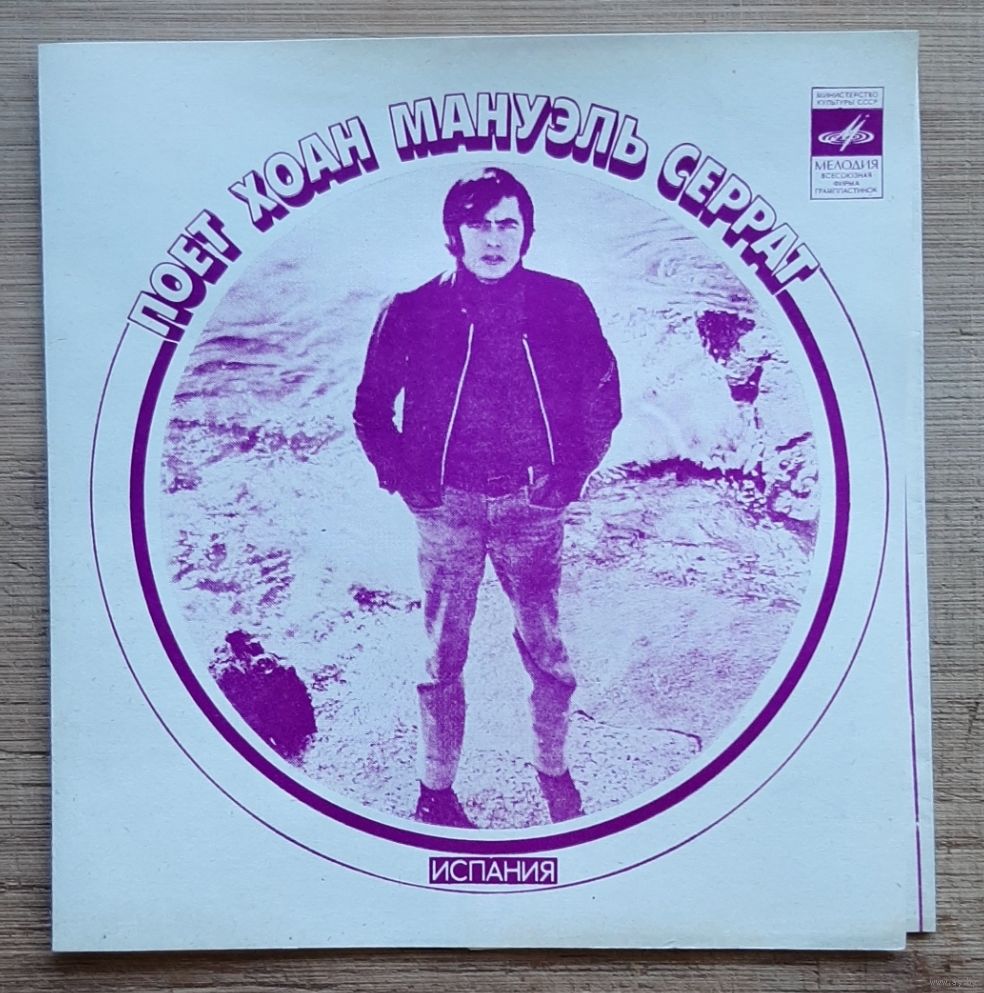 ПОЕТ ХОАН МАНУЭЛЬ СЕРРАТ
МИНИСТЕРСТВО
КУЛЬТУРЫ СССР
МЕЛОДИЯ
ВСЕСОЮЗНАЯ
ФИРМА
ГРАМПЛАСТИНОК
ИСПАНИЯ